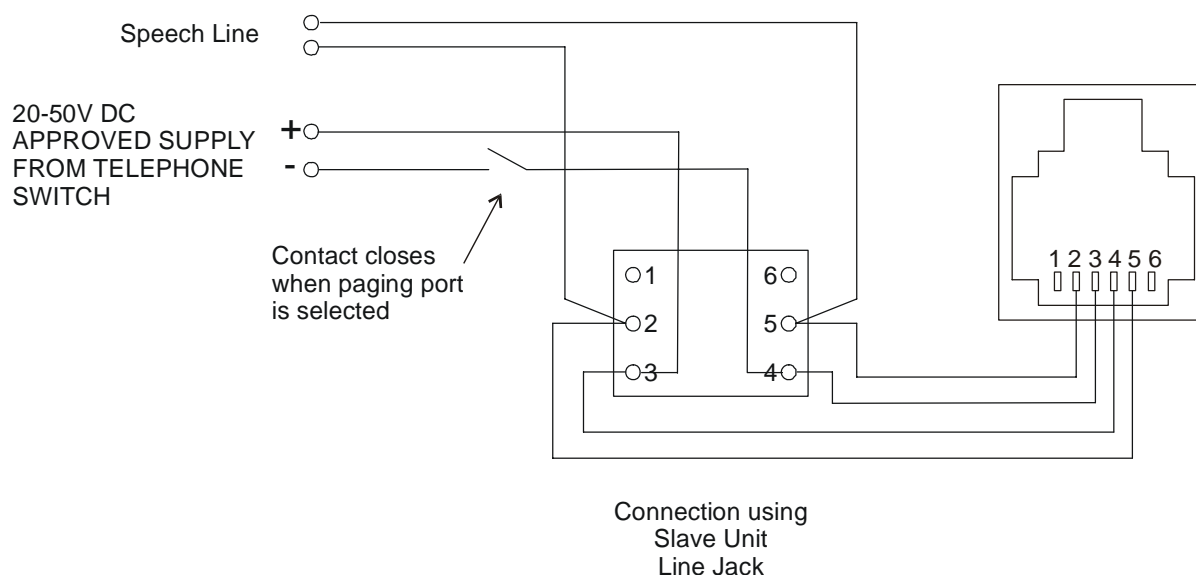 Speech Line
20-50V DC
APPROVED SUPPLY
FROM TELEPHONE
SWITCH
+
-
Contact closes
when paging port
is selected
1 6
2 5
3 4
1 2 3 4 5 6
Connection using
Slave Unit
Line Jack